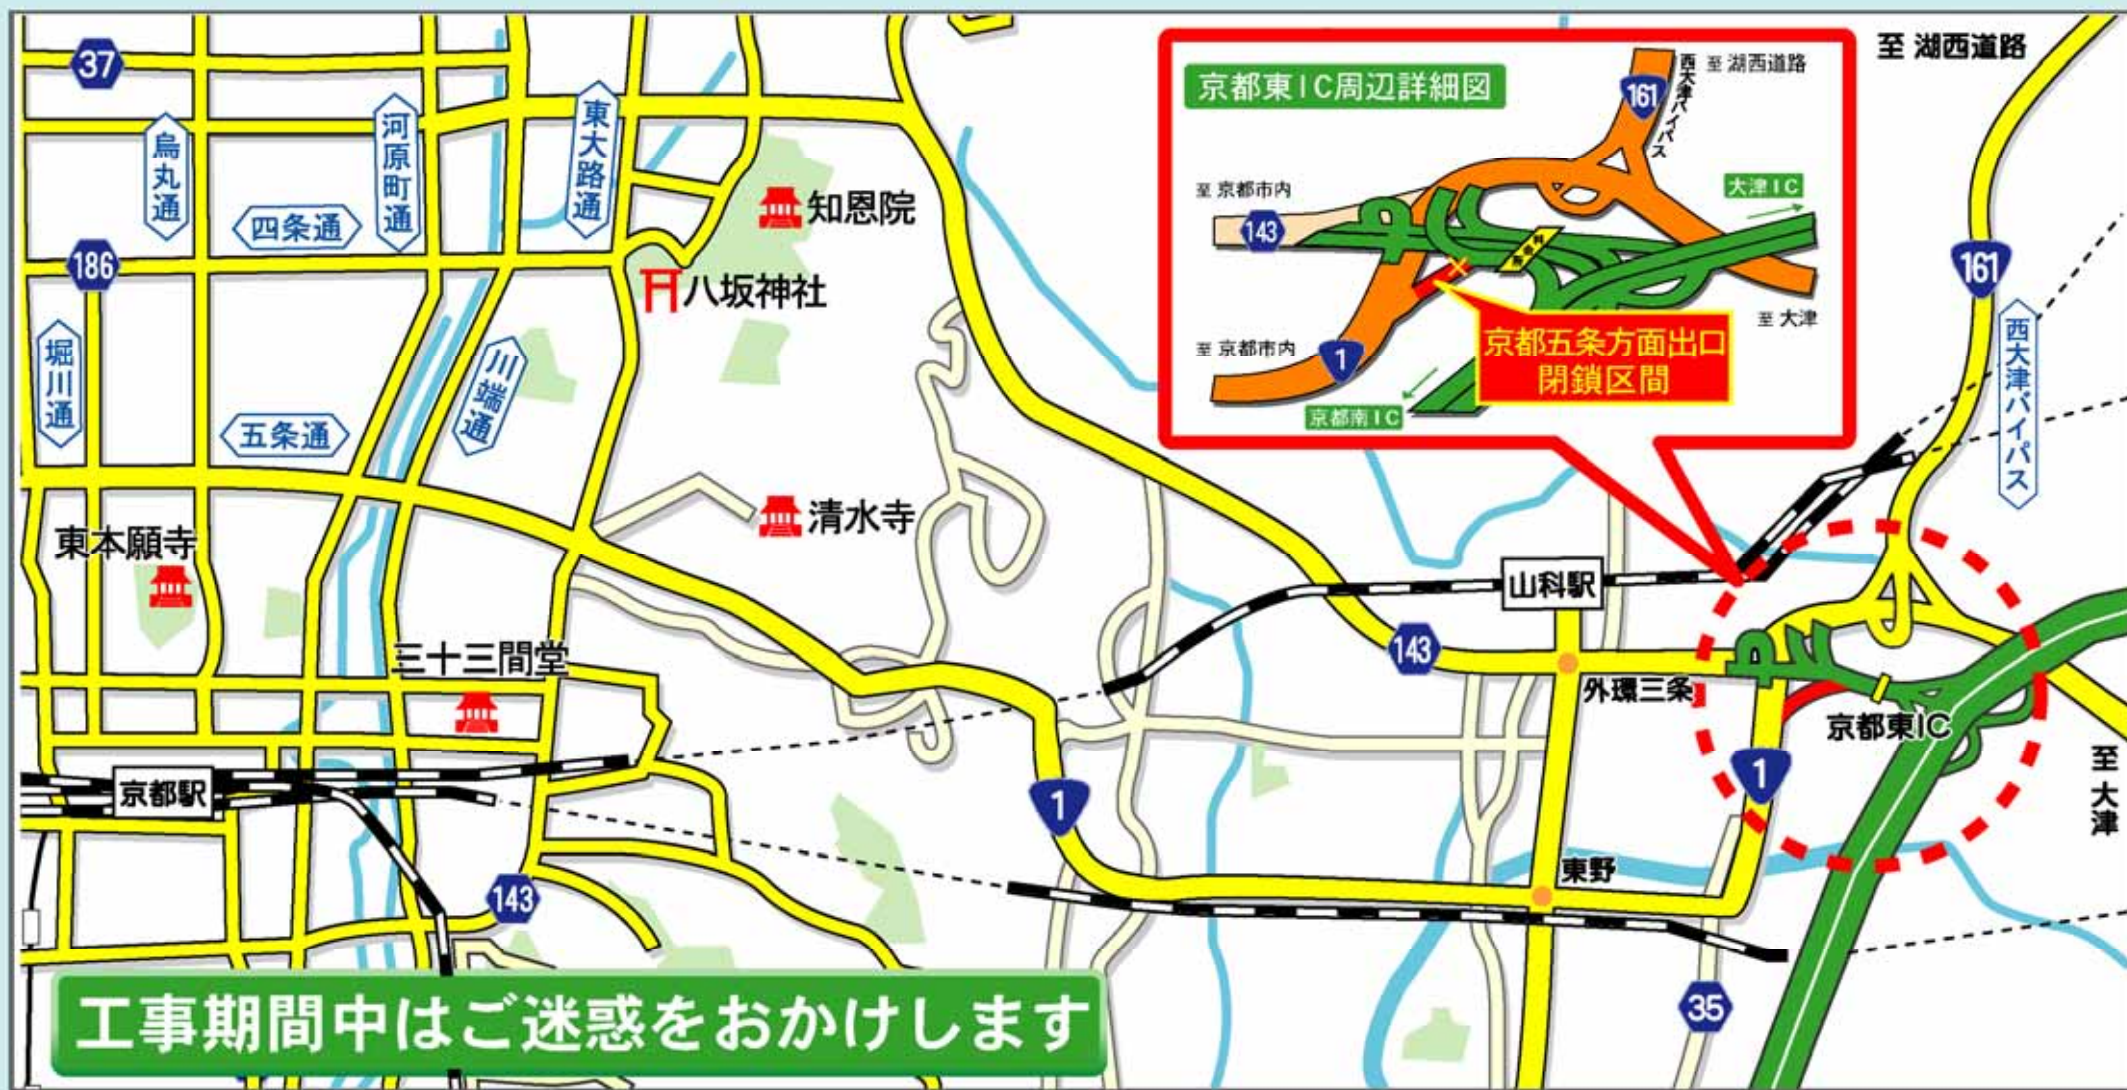 37
烏丸通
河原町通
東大路通
四条通
知恩院
186
八坂神社
堀川通
川端通
五条通
清水寺
東本願寺
三十三間堂
京都駅
143
1
山科駅
143
外環三条
東野
京都東IC
1
35
至 大津
至 湖西道路
161
西大津バイパス
京都東IC周辺詳細図
161
西大津バイパス
至 湖西道路
至 京都市内
143
大津IC
至 大津
至 京都市内
1
京都南IC
京都五条方面出口
閉鎖区間
工事期間中はご迷惑をおかけします